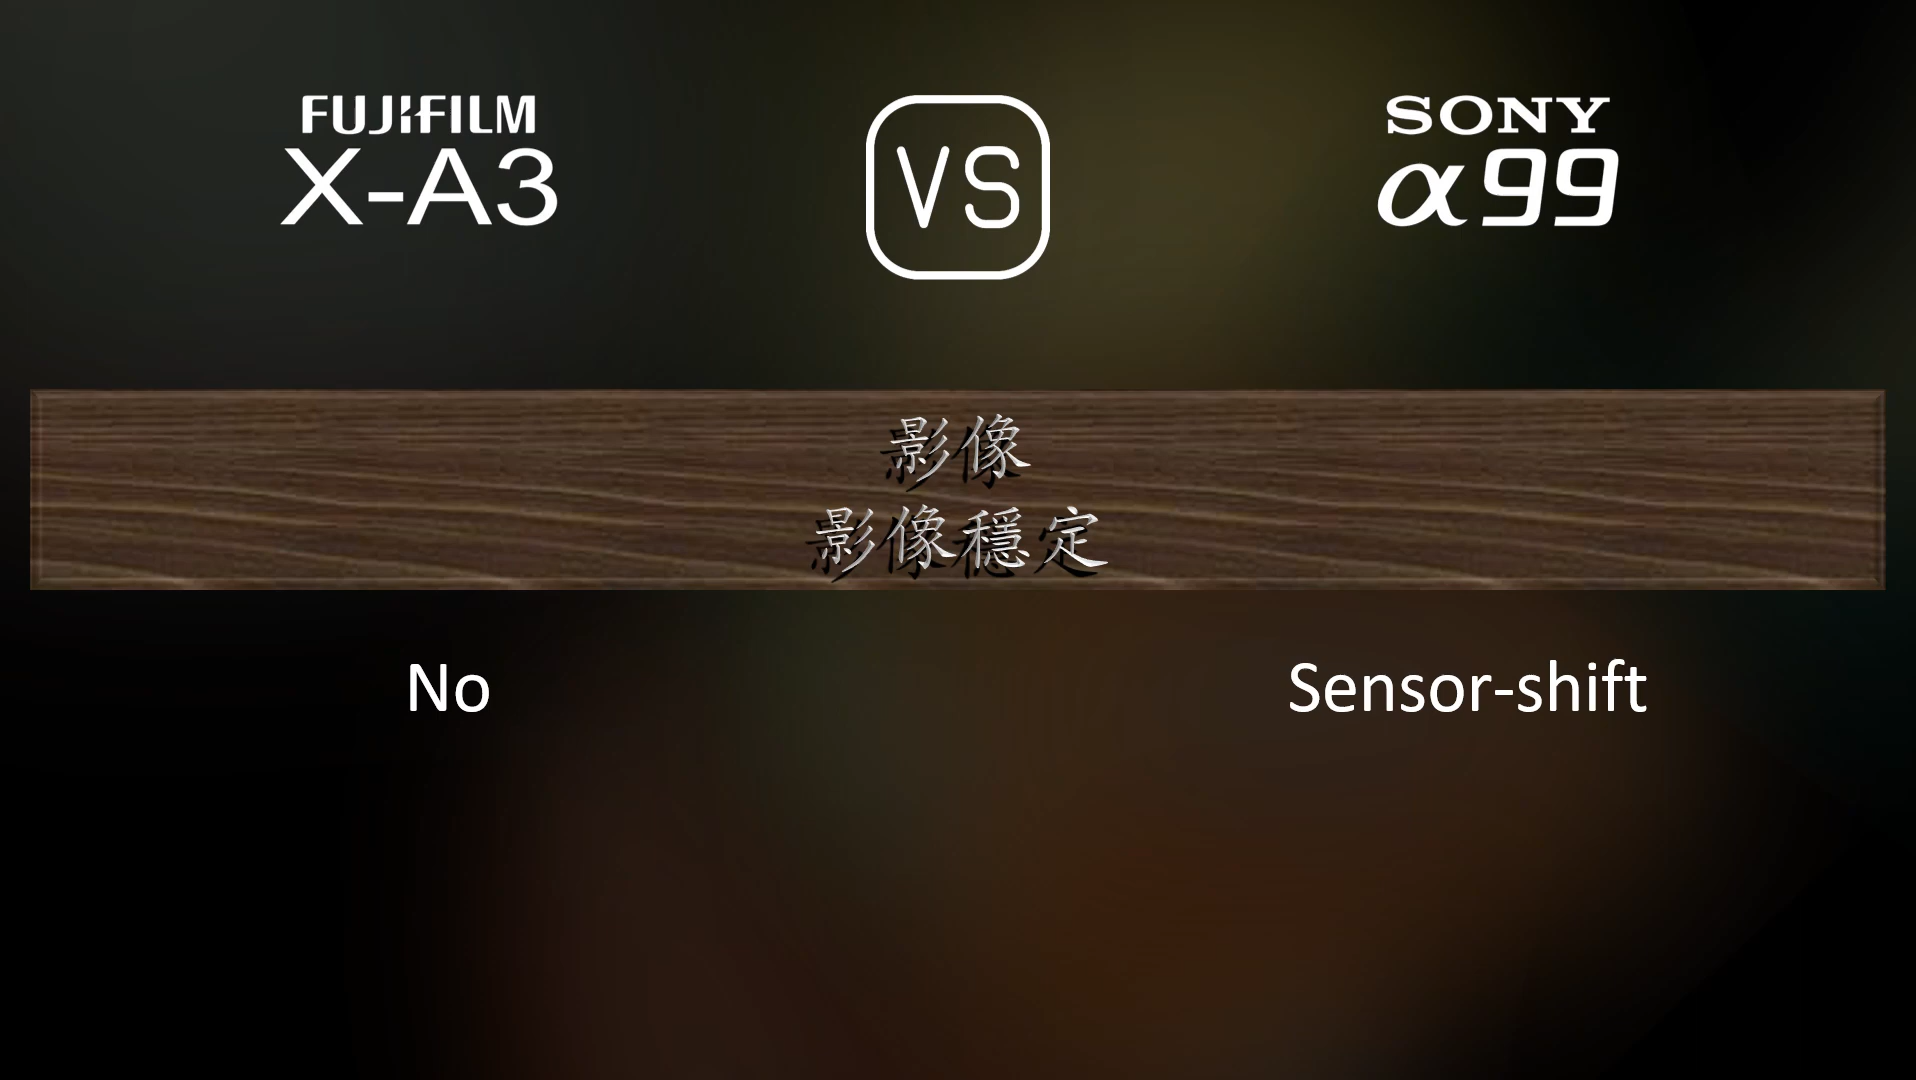 FUJIFILM
X-A3
VS
SONY
α99
影像
影像穩定
No
Sensor-shift